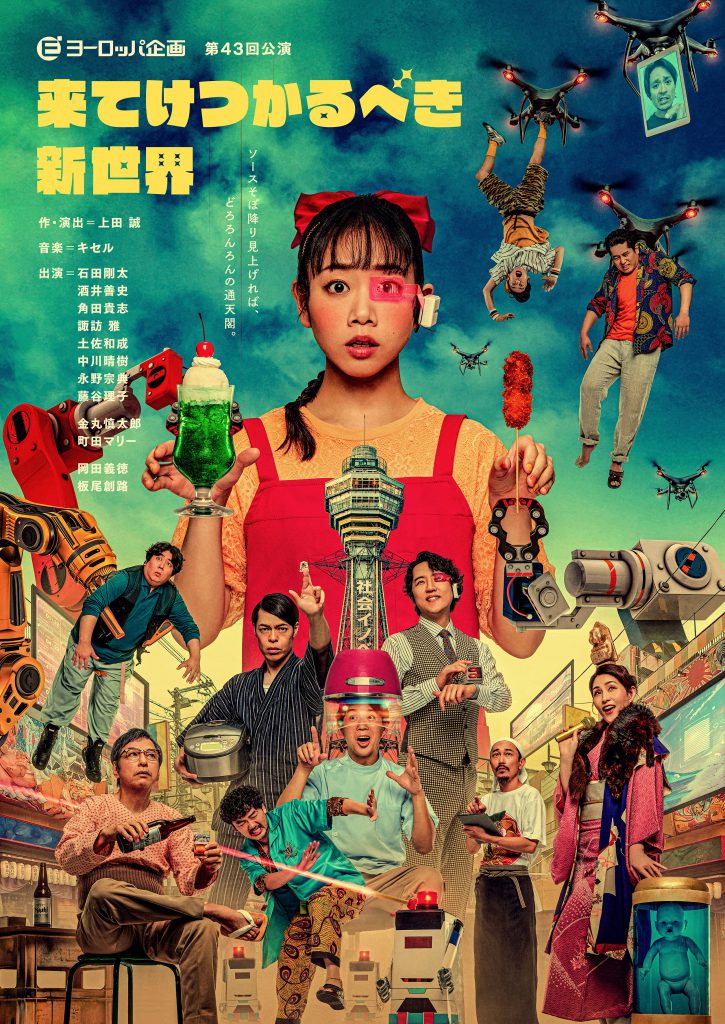 ヨーロッパ企画 第43回公演
来てけつかるべき
新世界
ソースそぼ降り見上げれば、
どろろんろんの通天閣。
作・演出=上田 誠
音楽=キセル
出演=石田剛太
酒井善史
角田貴志
諏訪 雅
土佐和成
中川晴樹
永野宗典
藤谷理子
金丸慎太郎
町田マリー
岡田義徳
板尾創路
社会イノ